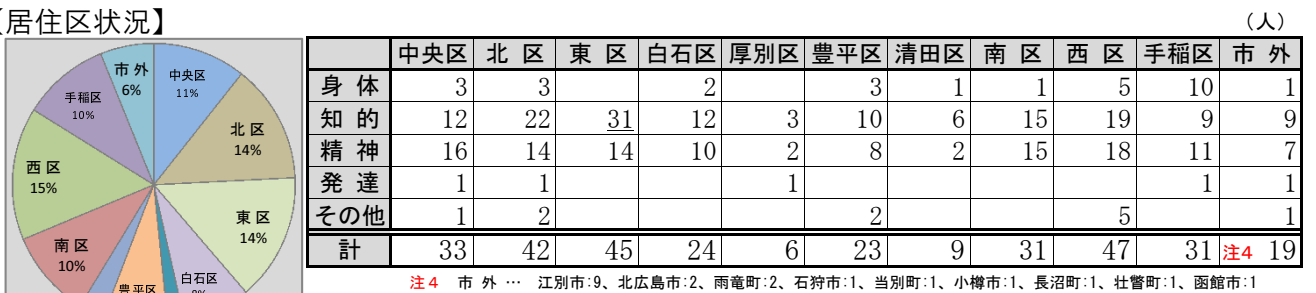 【居住区状況】
(人)
中央区 北 区 東 区 白石区 厚別区 豊平区 清田区 南 区 西 区 手稲区 市 外
身 体 3 3 2 3 1 1 5 10 1
知 的 12 22 31 12 3 10 6 15 19 9 9
精 神 16 14 14 10 2 8 2 15 18 11 7
発 達 1 1 1 1 1
その他 1 2 2 5 1
計 33 42 45 24 6 23 9 31 47 31 注4 19
注4 市 外 … 江別市:9、北広島市:2、雨竜町:2、石狩市:1、当別町:1、小樽市:1、長沼町:1、壮瞥町:1、函館市:1
市 外
6%
中央区
11%
手稲区
10%
北 区
14%
西 区
15%
東 区
14%
南 区
10%
白石区
豊平区